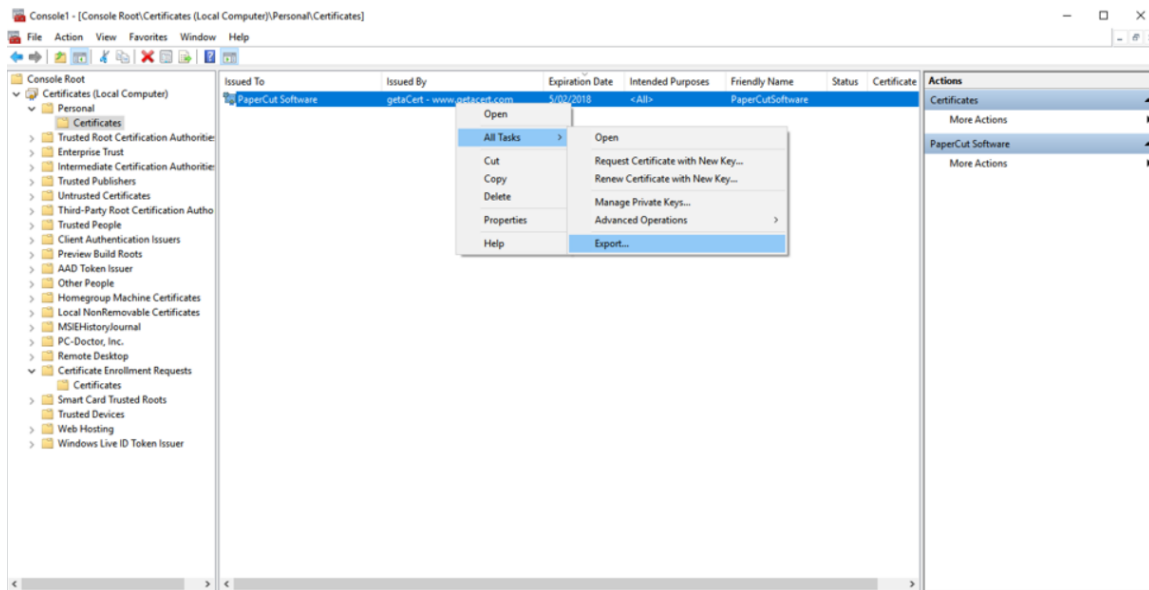 Console1 - [Console Root\Certificates (Local Computer)\Personal\Certificates]
File Action View Favorites Window Help
Console Root
Certificates (Local Computer)
Personal
Certificates
Trusted Root Certification Authoritie
Enterprise Trust
Intermediate Certification Authoritie
Trusted Publishers
Untrusted Certificates
Third-Party Root Certification Autho
Trusted People
Client Authentication Issuers
Preview Build Roots
AAD Token Issuer
Other People
Homegroup Machine Certificates
Local NonRemovable Certificates
MSIEHistoryJournal
PC-Doctor, Inc.
Remote Desktop
Certificate Enrollment Requests
Certificates
Smart Card Trusted Roots
Trusted Devices
Web Hosting
Windows Live ID Token Issuer
Issued To Issued By Expiration Date Intended Purposes Friendly Name Status Certificate
PaperCut Software getaCert - www.getacert.com 5/02/2018 <All> PaperCutSoftware
Open
All Tasks
Cut
Copy
Delete
Properties
Help
Open
Request Certificate with New Key...
Renew Certificate with New Key...
Manage Private Keys...
Advanced Operations
Export...
Actions
Certificates
More Actions
PaperCut Software
More Actions